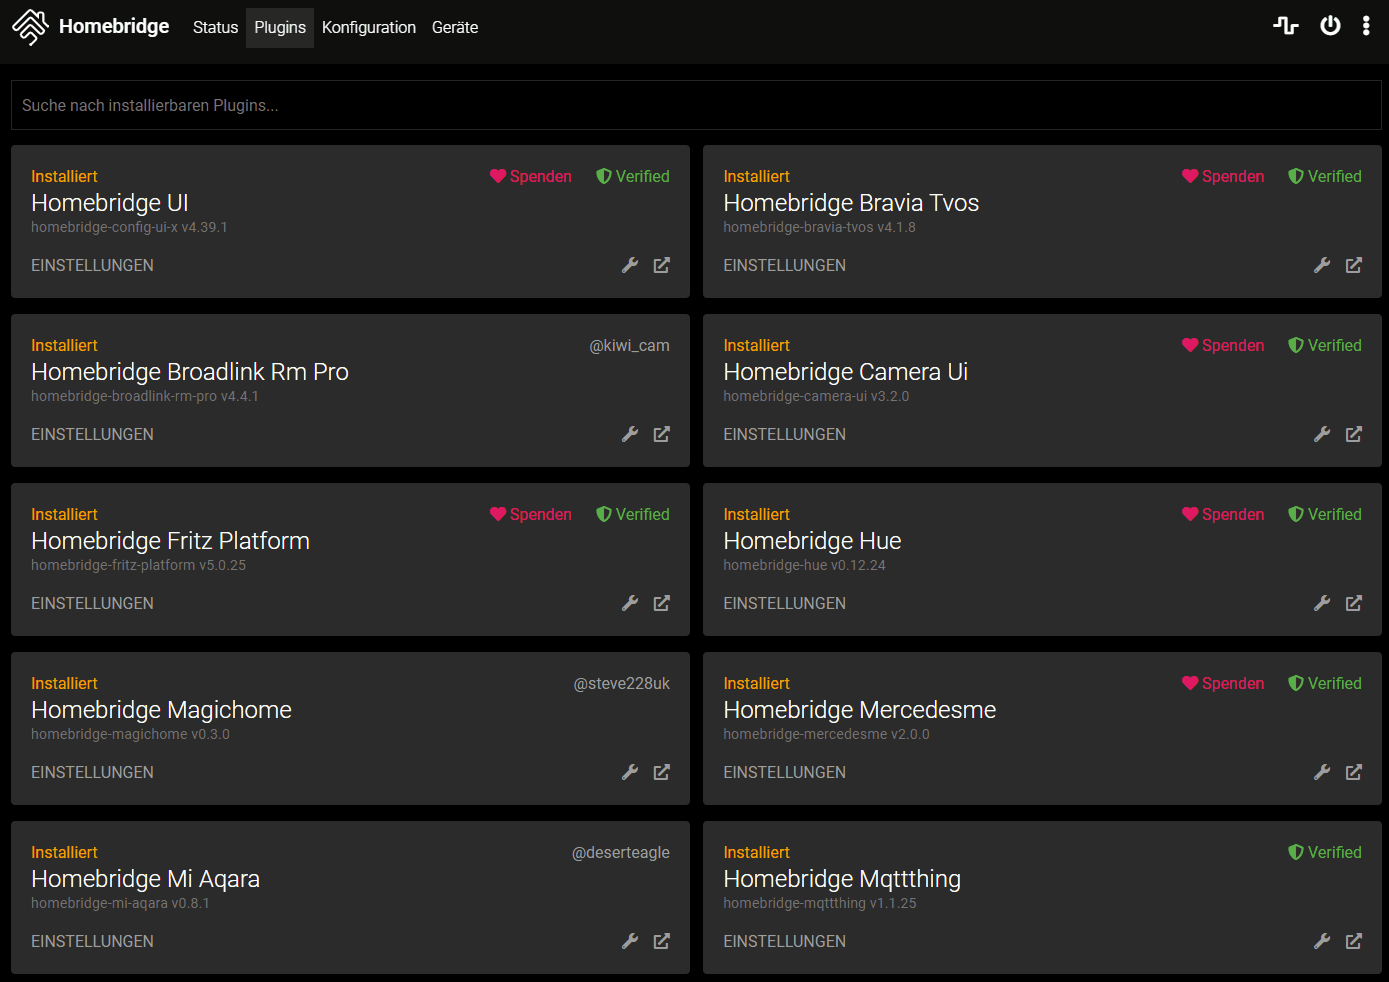 Homebridge Status Plugins Konfiguration Geräte
Suche nach installierbaren Plugins...
Installiert Spenden Verified
Homebridge UI
homebridge-config-ui-x v4.39.1
EINSTELLUNGEN
Installiert Spenden Verified
Homebridge Bravia Tvos
homebridge-bravia-tvos v4.1.8
EINSTELLUNGEN
Installiert @kiwi_cam
Homebridge Broadlink Rm Pro
homebridge-broadlink-rm-pro v4.4.1
EINSTELLUNGEN
Installiert Spenden Verified
Homebridge Camera Ui
homebridge-camera-ui v3.2.0
EINSTELLUNGEN
Installiert Spenden Verified
Homebridge Fritz Platform
homebridge-fritz-platform v5.0.25
EINSTELLUNGEN
Installiert Spenden Verified
Homebridge Hue
homebridge-hue v0.12.24
EINSTELLUNGEN
Installiert @steve228uk
Homebridge Magichome
homebridge-magichome v0.3.0
EINSTELLUNGEN
Installiert Spenden Verified
Homebridge Mercedesme
homebridge-mercedesme v2.0.0
EINSTELLUNGEN
Installiert @deserteagle
Homebridge Mi Aqara
homebridge-mi-aqara v0.8.1
EINSTELLUNGEN
Installiert Verified
Homebridge Mqttthing
homebridge-mqttthing v1.1.25
EINSTELLUNGEN